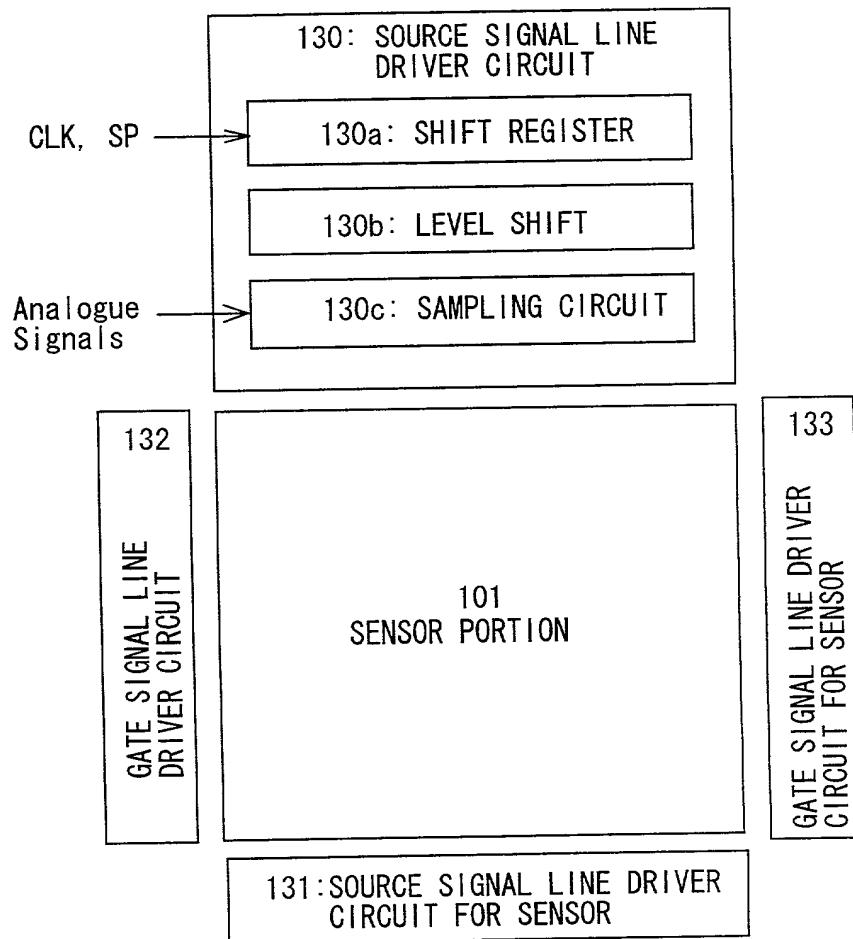 130: SOURCE SIGNAL LINE
DRIVER CIRCUIT
CLK, SP
130a: SHIFT REGISTER
130b: LEVEL SHIFT
Analogue
Signals
130c: SAMPLING CIRCUIT
132
GATE SIGNAL LINE
DRIVER CIRCUIT
101
SENSOR PORTION
133
GATE SIGNAL LINE DRIVER
CIRCUIT FOR SENSOR
131:SOURCE SIGNAL LINE DRIVER
CIRCUIT FOR SENSOR